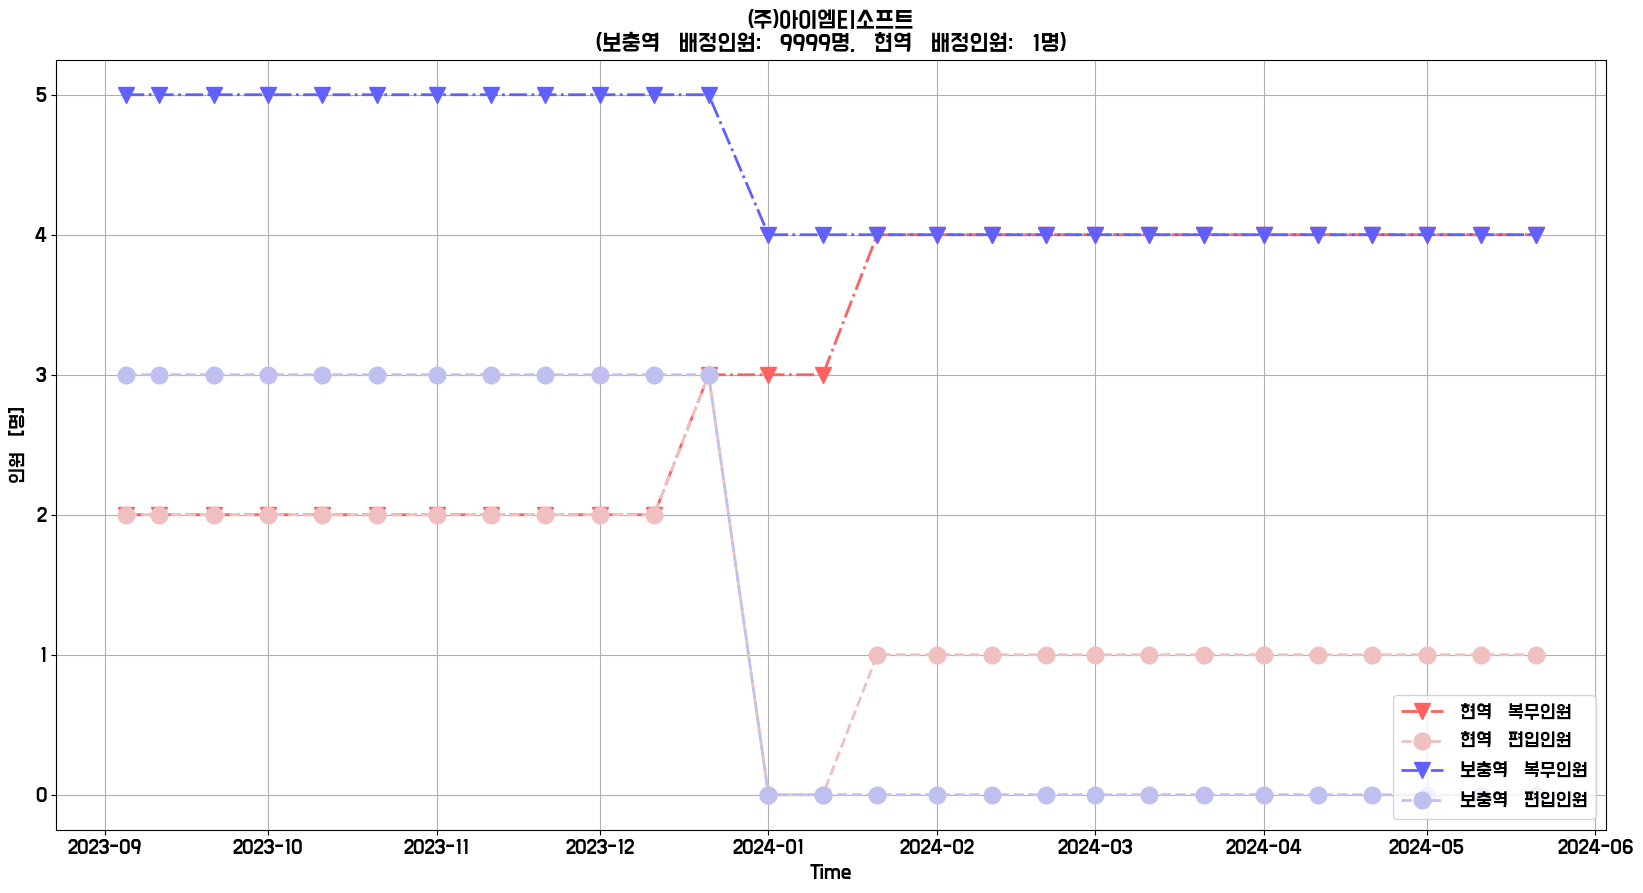 (주)아이엠티소프트
(보충역 배정인원: 9999명, 현역 배정인원: 1명)
5
4
3
2
1
0
인원 [명]
2023-09 2023-10 2023-11 2023-12 2024-01 2024-02 2024-03 2024-04 2024-05 2024-06
Time
현역 복무인원
현역 편입인원
보충역 복무인원
보충역 편입인원